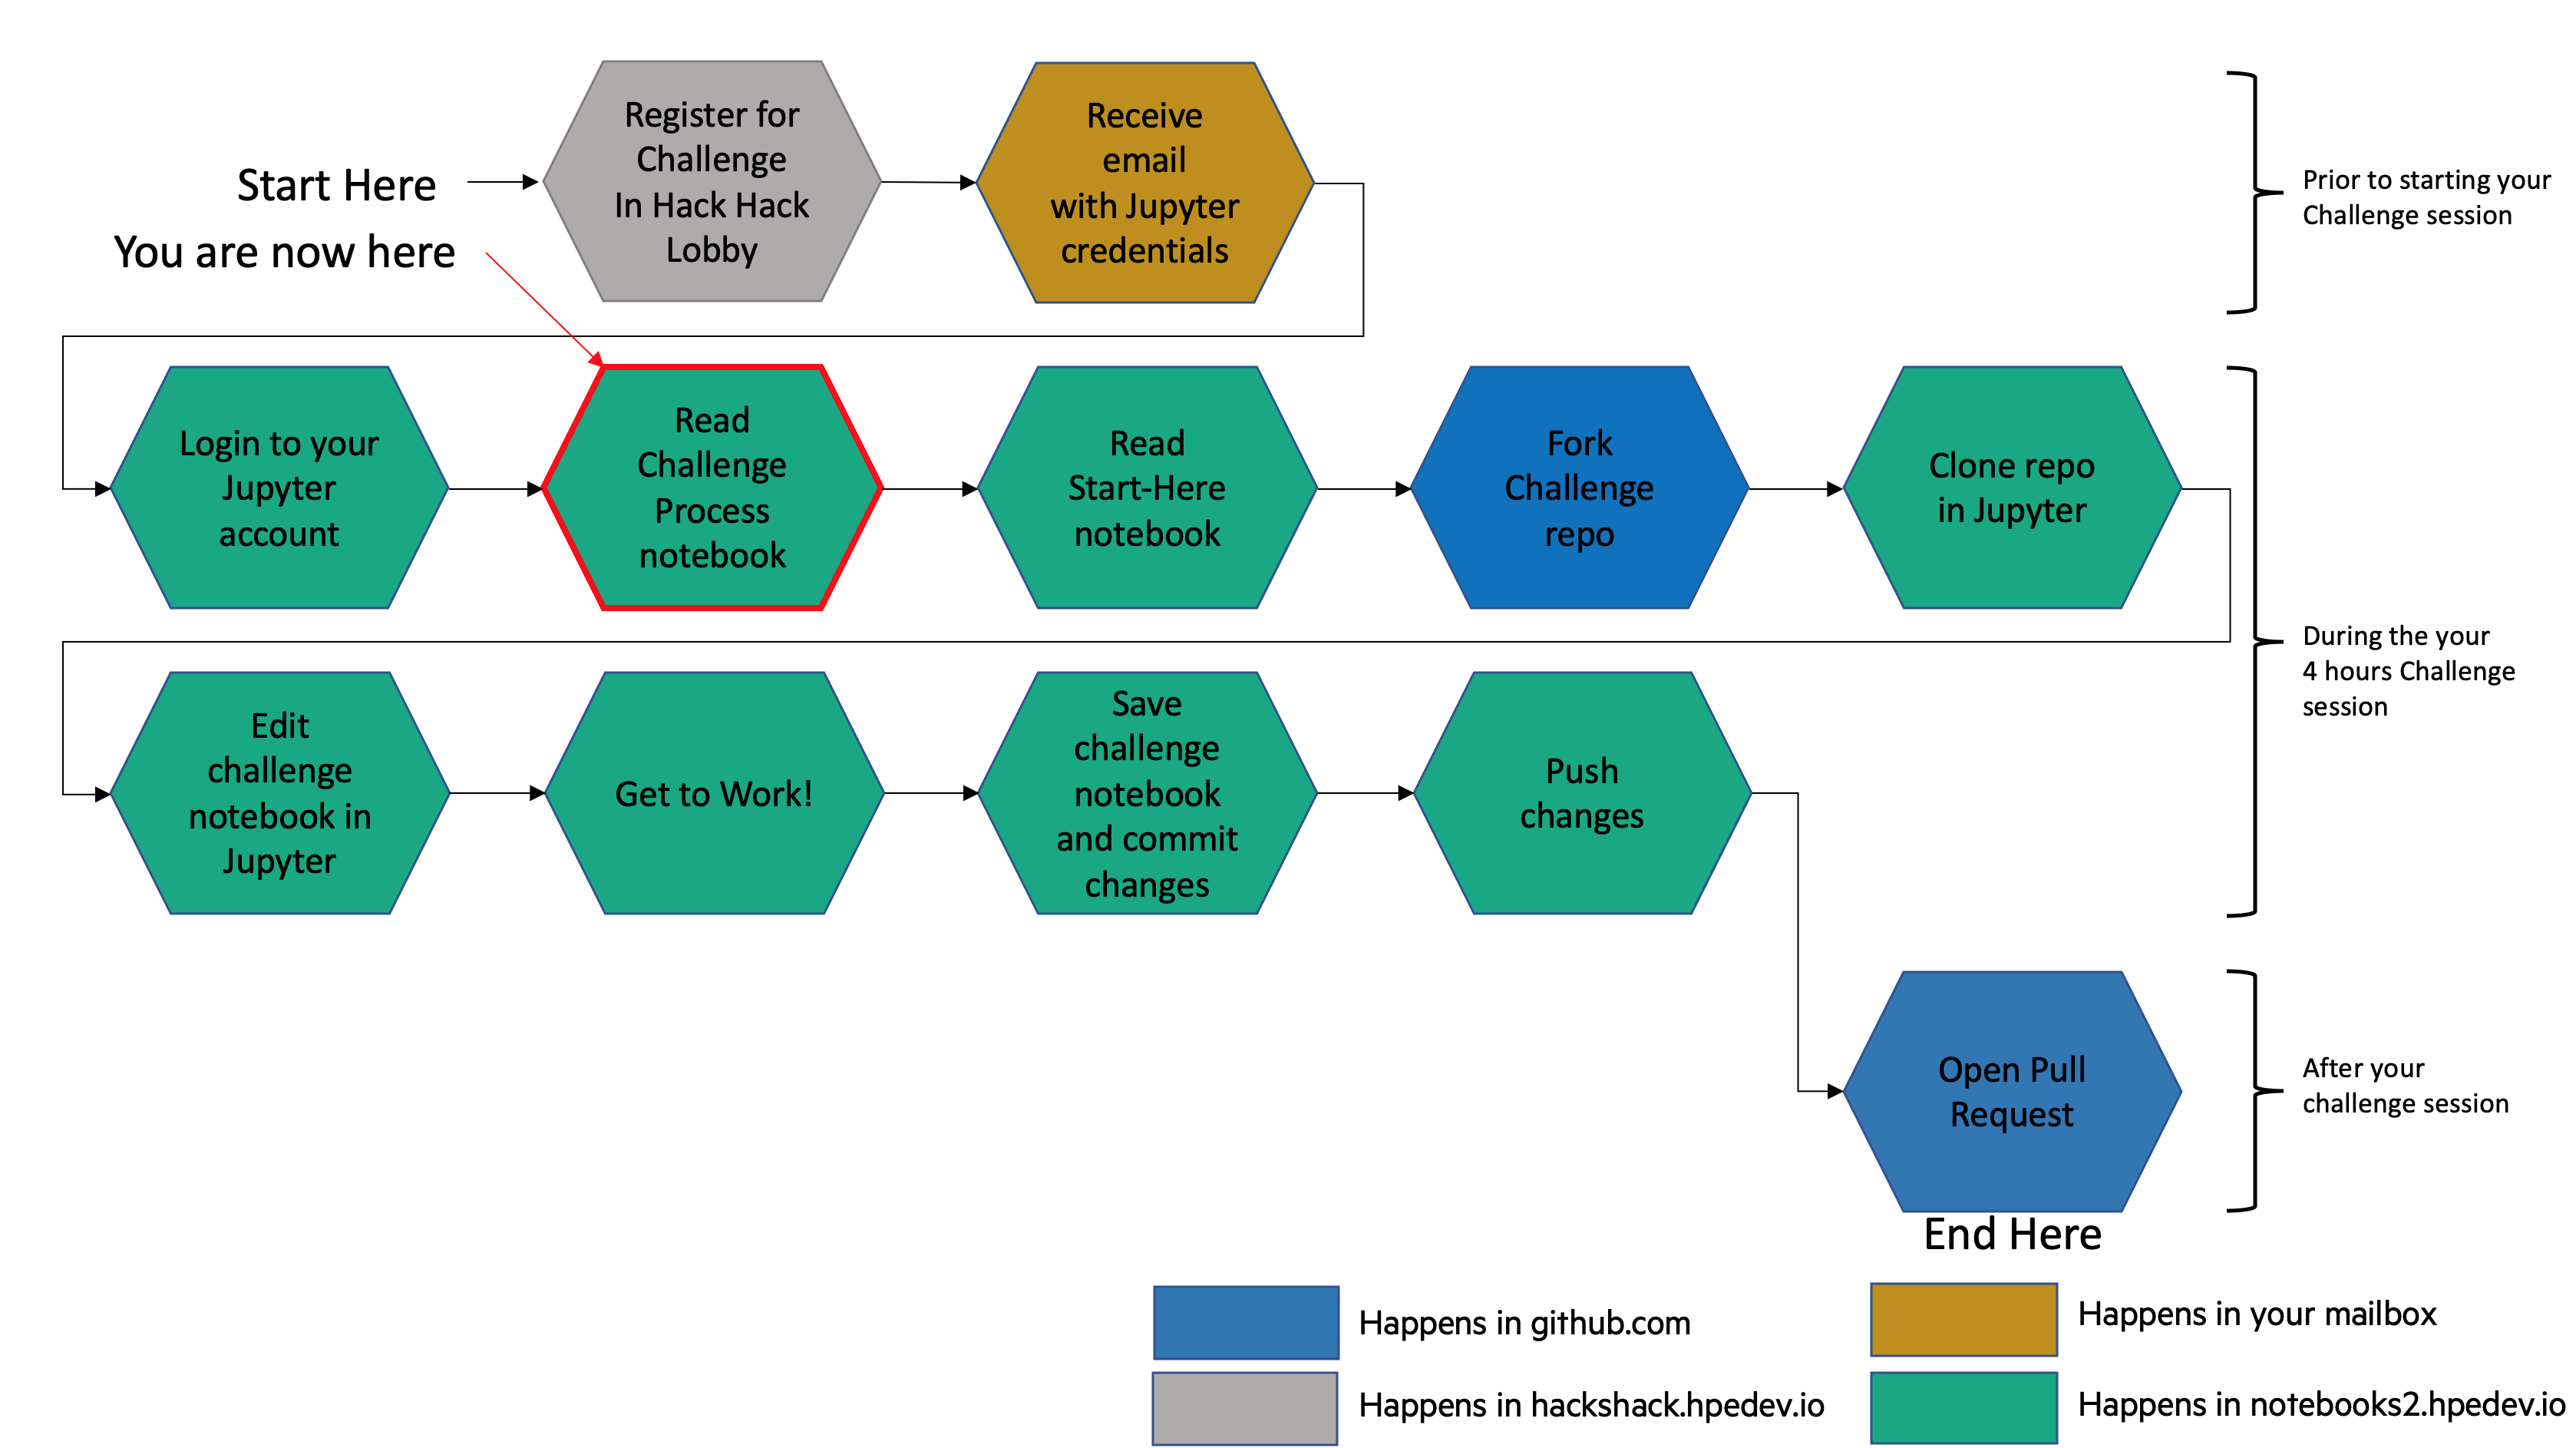 Start Here
You are now here
Register for
Challenge
In Hack Hack
Lobby
Receive
email
with Jupyter
credentials
Prior to starting your
Challenge session
Login to your
Jupyter
account
Read
Challenge
Process
notebook
Read
Start-Here
notebook
Fork
Challenge
repo
Clone repo
in Jupyter
During the your
4 hours Challenge
session
Edit
challenge
notebook in
Jupyter
Get to Work!
Save
challenge
notebook
and commit
changes
Push
changes
Open Pull
Request
After your
challenge session
End Here
Happens in github.com
Happens in your mailbox
Happens in hackshack.hpedev.io
Happens in notebooks2.hpedev.io